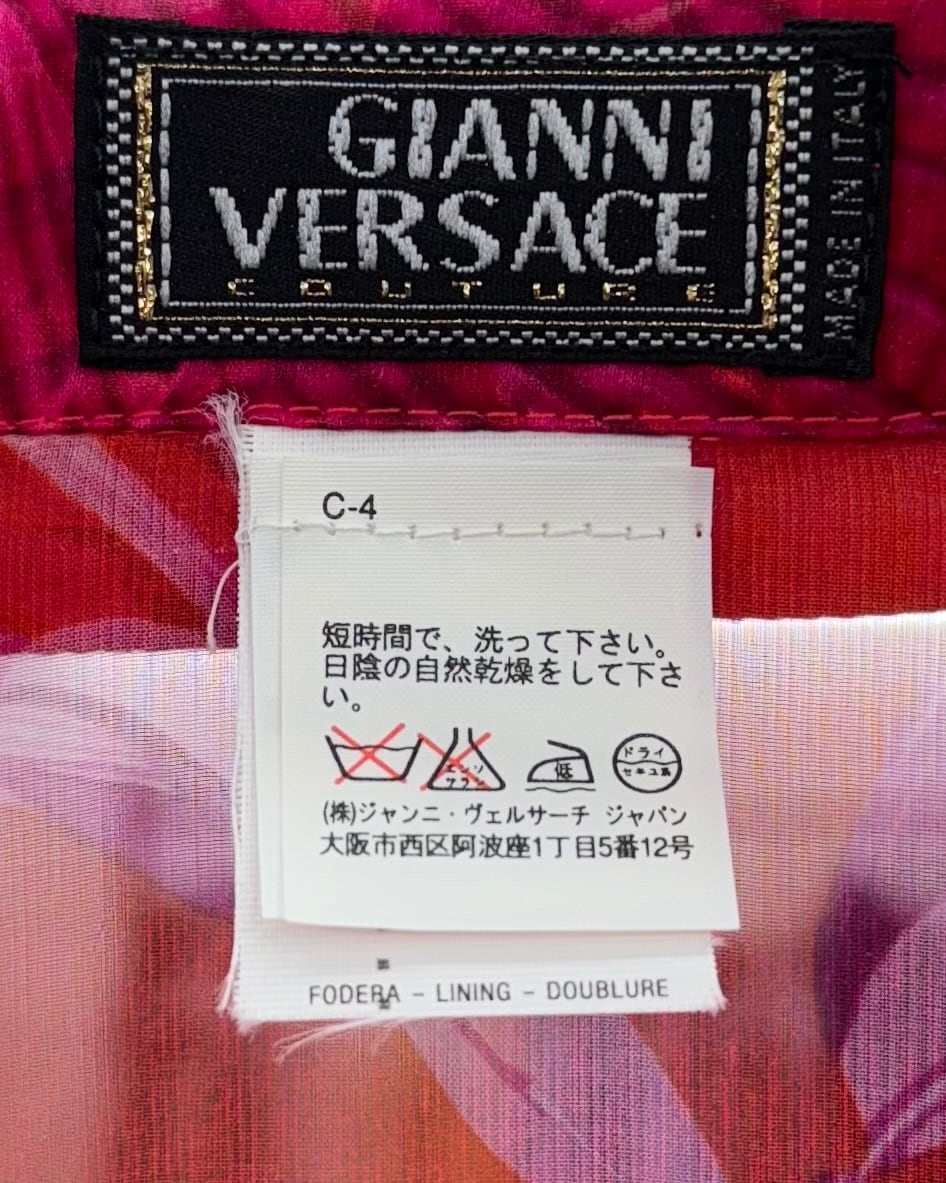 GIANNI
VERSACE
COUTURE
MADE IN ITALY
C-4
短時間で、洗って下さい。
日陰の自然乾燥をして下さ
い。
エンソ
サラシ
低
ドライ
セキユ系
(株)ジャンニ・ヴェルサーチ ジャパン
大阪市西区阿波座1丁目5番12号
FODERA - LINING - DOUBLURE